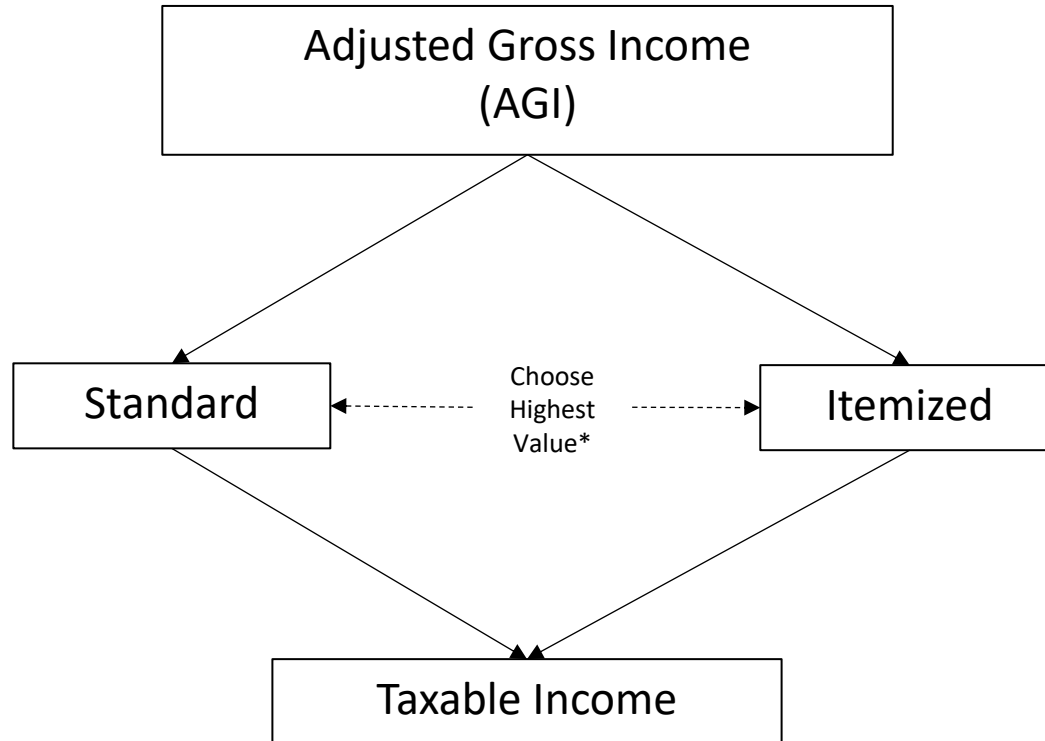 Adjusted Gross Income
(AGI)
Standard
Choose
Highest
Value*
Itemized
Taxable Income